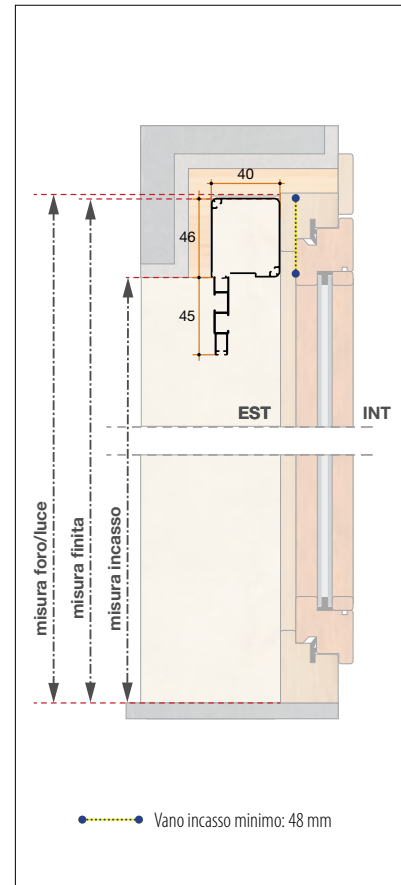 40
46
45
EST
INT
misura foro/luce
misura finita
misura incasso
Vano incasso minimo: 48 mm